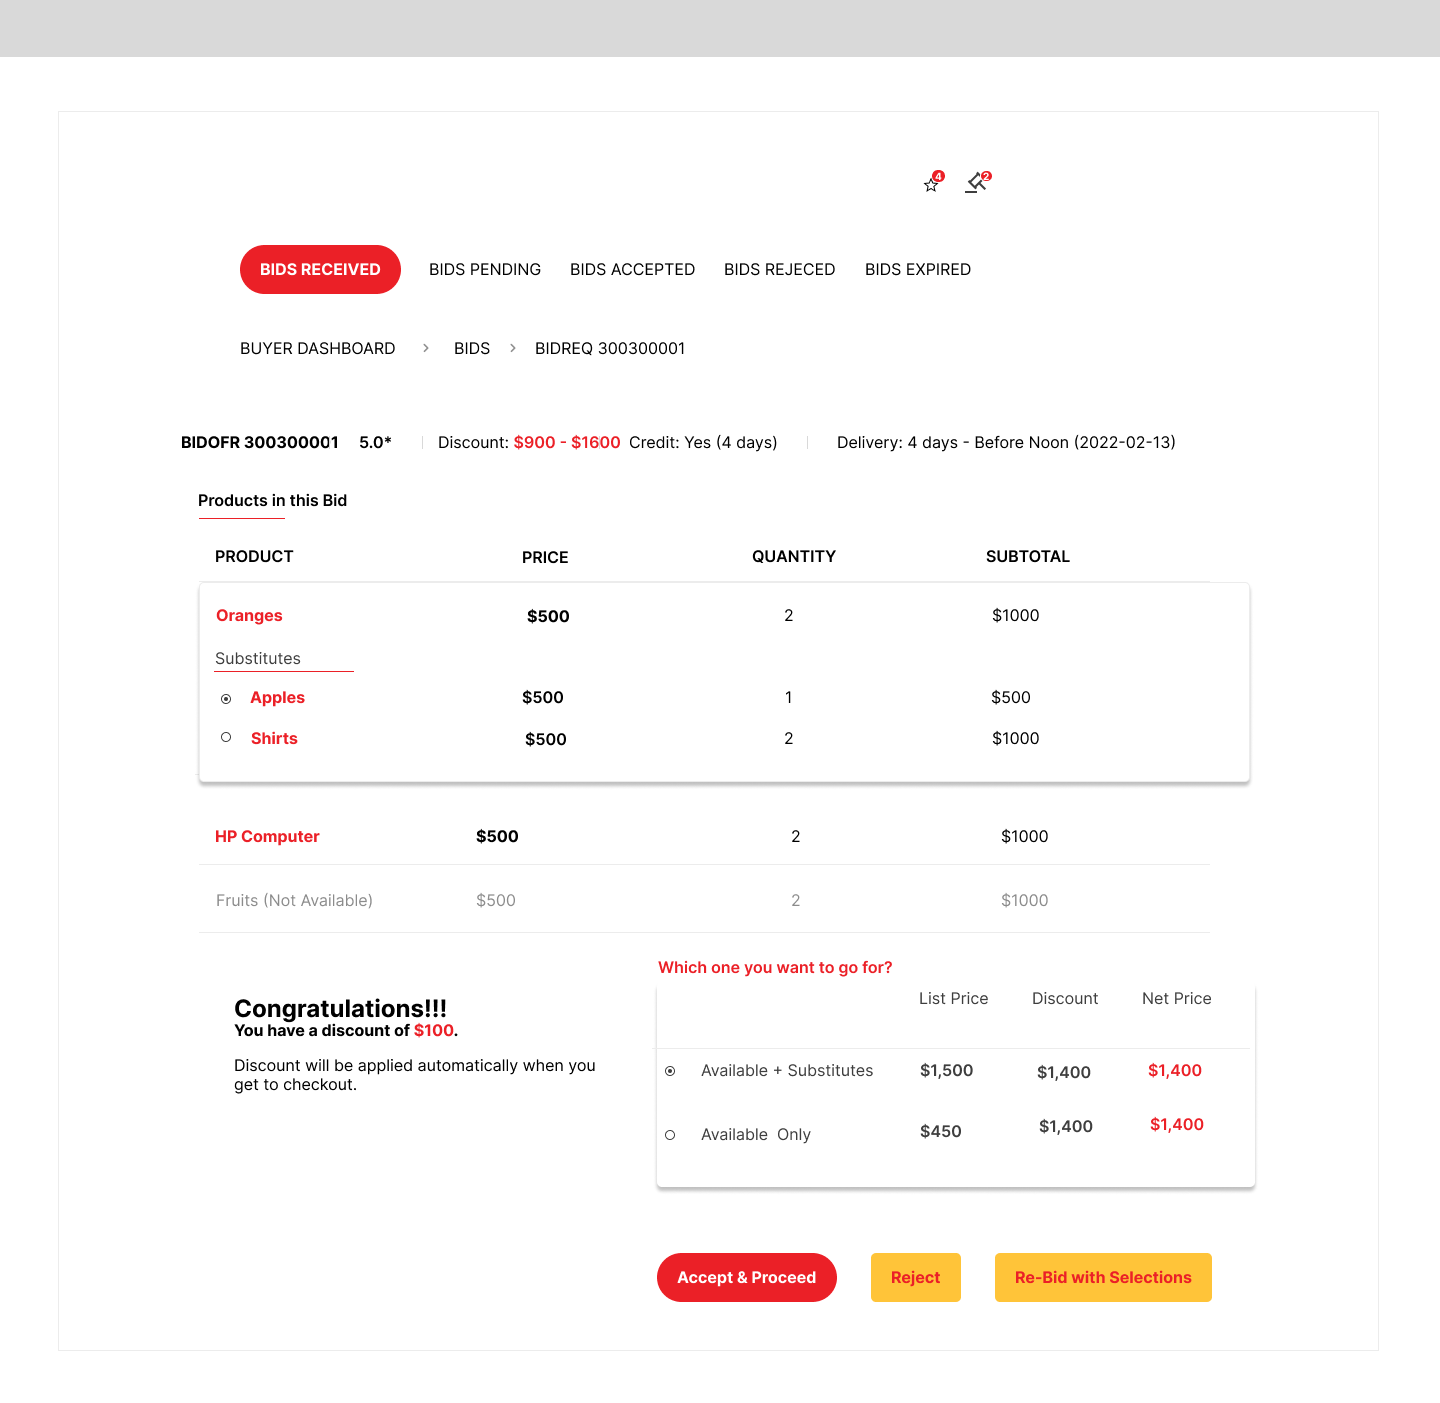 4 2
BIDS RECEIVED BIDS PENDING BIDS ACCEPTED BIDS REJECED BIDS EXPIRED
BUYER DASHBOARD > BIDS > BIDREQ 300300001
BIDOFR 300300001 5.0* Discount: $900 - $1600 Credit: Yes (4 days) Delivery: 4 days - Before Noon (2022-02-13)
Products in this Bid
PRODUCT PRICE QUANTITY SUBTOTAL
Oranges $500 2 $1000
Substitutes
Apples $500 1 $500
Shirts $500 2 $1000
HP Computer $500 2 $1000
Fruits (Not Available) $500 2 $1000
Which one you want to go for?
List Price Discount Net Price
Available + Substitutes $1,500 $1,400 $1,400
Available Only $450 $1,400 $1,400
Congratulations!!!
You have a discount of $100.
Discount will be applied automatically when you
get to checkout.
Accept & Proceed Reject Re-Bid with Selections